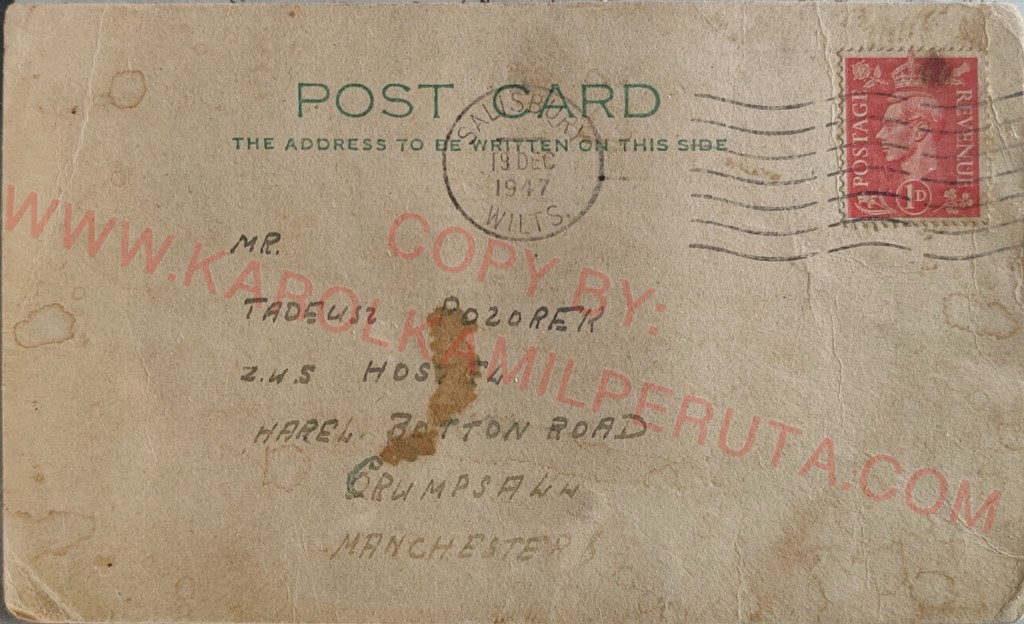 POST CARD
THE ADDRESS TO BE WRITTEN ON THIS SIDE
SALISBURY
19 DEC
1947
WILTS.
POSTAGE
REVENUE
1D
MR.
TADEUSZ POZOREK
Z.U.S HOSTEL
HAREL BOTTON ROAD
CRUMPSALL
MANCHESTER 8
WWW.KAROLKAMILPERUTA.COM
COPY BY: